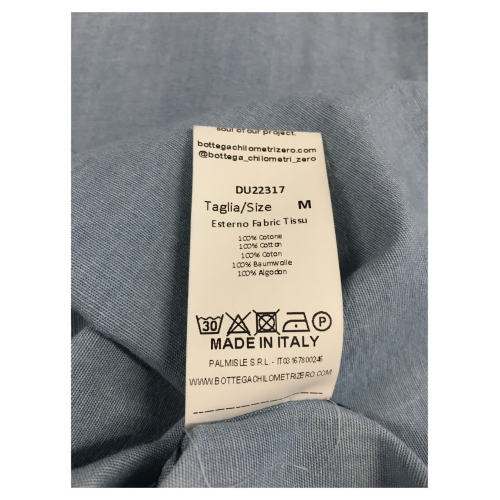 soul of our project.
bottegachilometrizero.com
@bottega_chilometri_zero
DU22317
Taglia/Size M
Esterno Fabric Tissu
100% Cotone
100% Cotton
100% Coton
100% Baumwolle
100% Algodon
30 P
MADE IN ITALY
PALMISLE S.R.L. - IT03167800246
WWW.BOTTEGACHILOMETRIZERO.COM